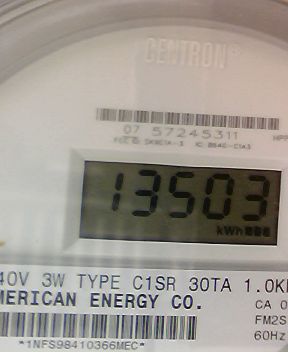 CENTRON®
07 57245311
13503
kWh
40V 3W TYPE C1SR 30TA 1.0K
MERICAN ENERGY CO.
CA 0
FM2S
60Hz
*1NFS98410366MEC*